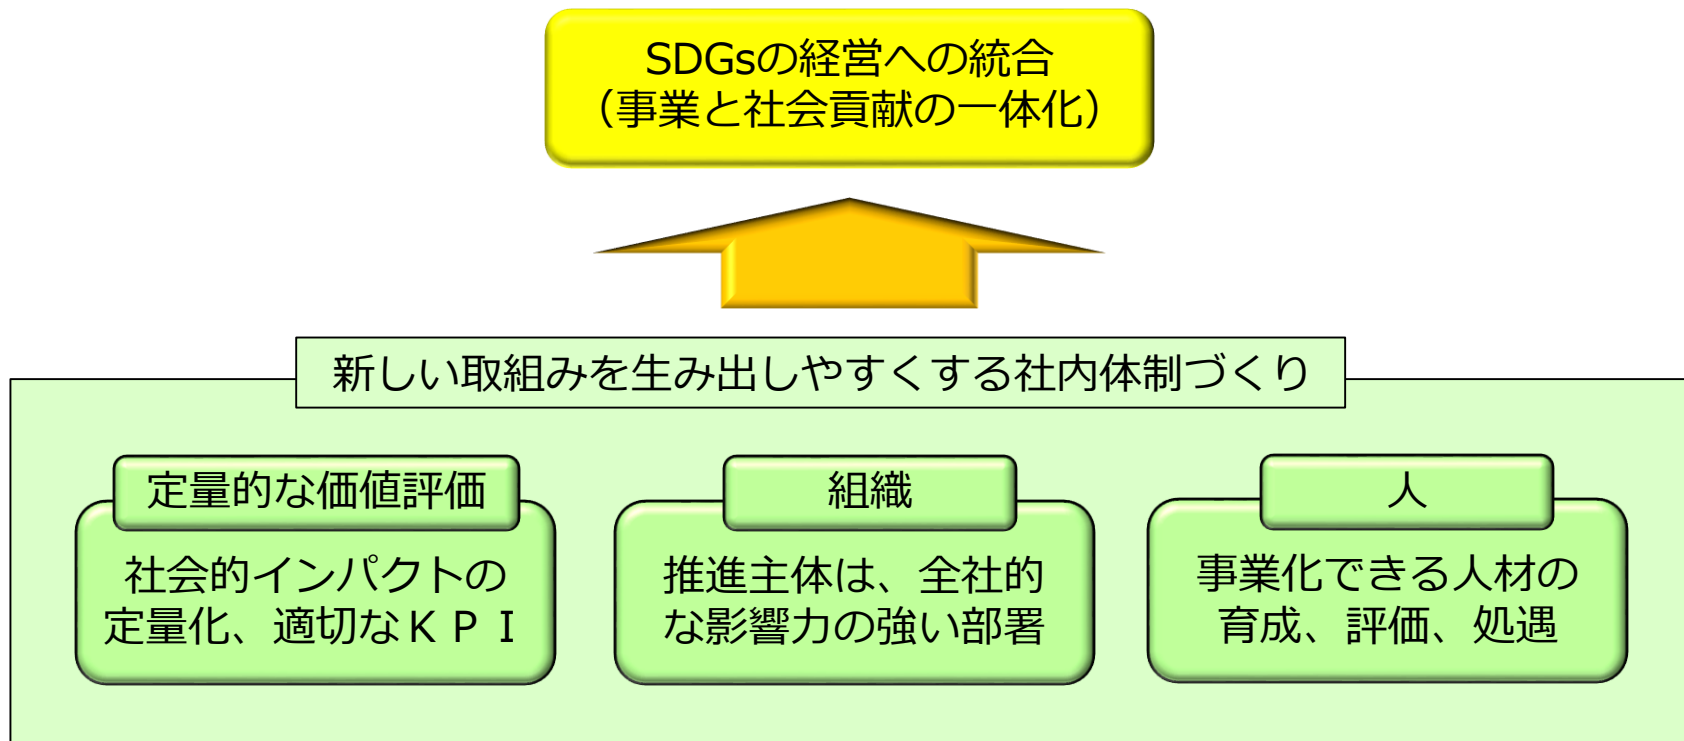 SDGsの経営への統合
（事業と社会貢献の一体化）
新しい取組みを生み出しやすくする社内体制づくり
定量的な価値評価
社会的インパクトの
定量化、適切なＫＰＩ
組織
推進主体は、全社的
な影響力の強い部署
人
事業化できる人材の
育成、評価、処遇